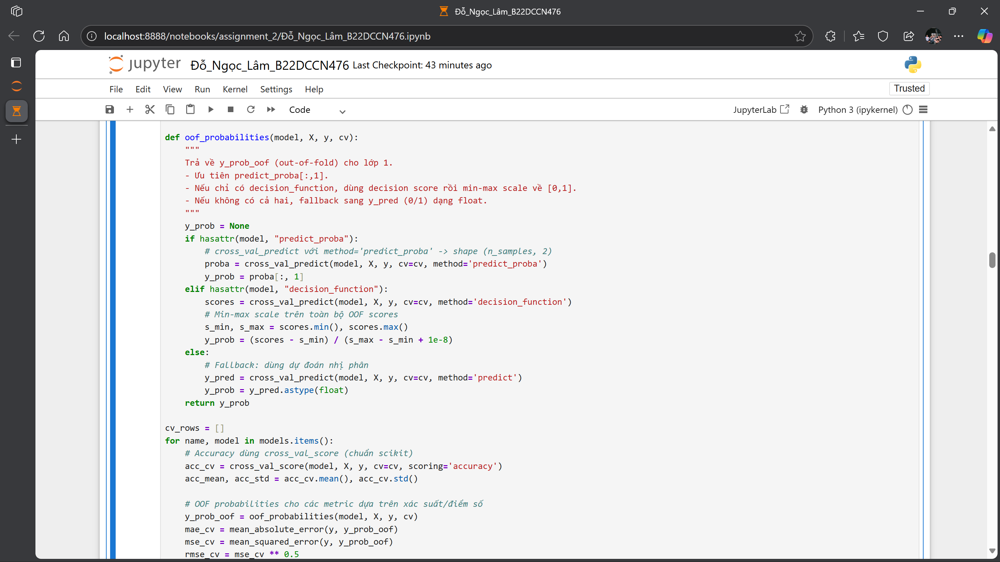 Đỗ_Ngọc_Lâm_B22DCCN476
localhost:8888/notebooks/assignment_2/Đỗ_Ngọc_Lâm_B22DCCN476.ipynb
jupyter Đỗ_Ngọc_Lâm_B22DCCN476 Last Checkpoint: 43 minutes ago
File Edit View Run Kernel Settings Help Trusted
Code JupyterLab Python 3 (ipykernel)
def oof_probabilities(model, X, y, cv):
    """
    Trả về y_prob_oof (out-of-fold) cho lớp 1.
    - Ưu tiên predict_proba[:,1].
    - Nếu chỉ có decision_function, dùng decision score rồi min-max scale về [0,1].
    - Nếu không có cả hai, fallback sang y_pred (0/1) dạng float.
    """
    y_prob = None
    if hasattr(model, "predict_proba"):
        # cross_val_predict với method='predict_proba' -> shape (n_samples, 2)
        proba = cross_val_predict(model, X, y, cv=cv, method='predict_proba')
        y_prob = proba[:, 1]
    elif hasattr(model, "decision_function"):
        scores = cross_val_predict(model, X, y, cv=cv, method='decision_function')
        # Min-max scale trên toàn bộ OOF scores
        s_min, s_max = scores.min(), scores.max()
        y_prob = (scores - s_min) / (s_max - s_min + 1e-8)
    else:
        # Fallback: dùng dự đoán nhị phân
        y_pred = cross_val_predict(model, X, y, cv=cv, method='predict')
        y_prob = y_pred.astype(float)
    return y_prob
cv_rows = []
for name, model in models.items():
    # Accuracy dùng cross_val_score (chuẩn scikit)
    acc_cv = cross_val_score(model, X, y, cv=cv, scoring='accuracy')
    acc_mean, acc_std = acc_cv.mean(), acc_cv.std()
    # OOF probabilities cho các metric dựa trên xác suất/điểm số
    y_prob_oof = oof_probabilities(model, X, y, cv)
    mae_cv = mean_absolute_error(y, y_prob_oof)
    mse_cv = mean_squared_error(y, y_prob_oof)
    rmse_cv = mse_cv ** 0.5